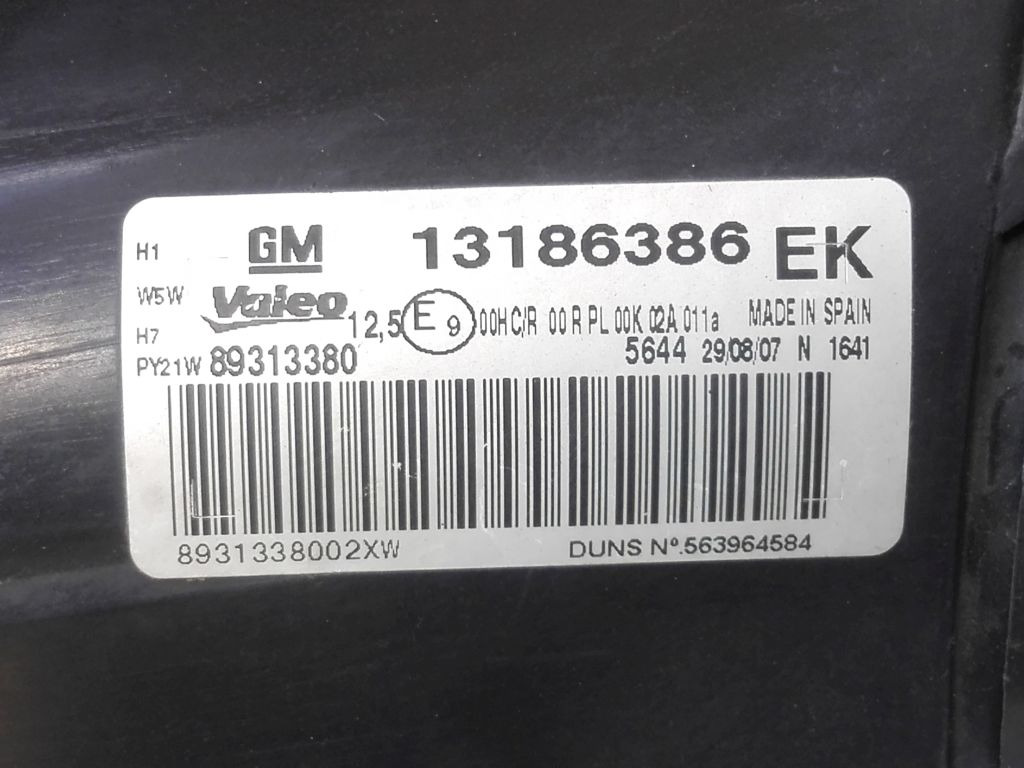 H1 GM 13186386 EK
W5W Valeo 12,5 E 9 00HC/R 00 R PL 00K 02A 011a MADE IN SPAIN
H7
PY21W 89313380 5644 29/08/07 N 1641
8931338002XW DUNS Nº.563964584